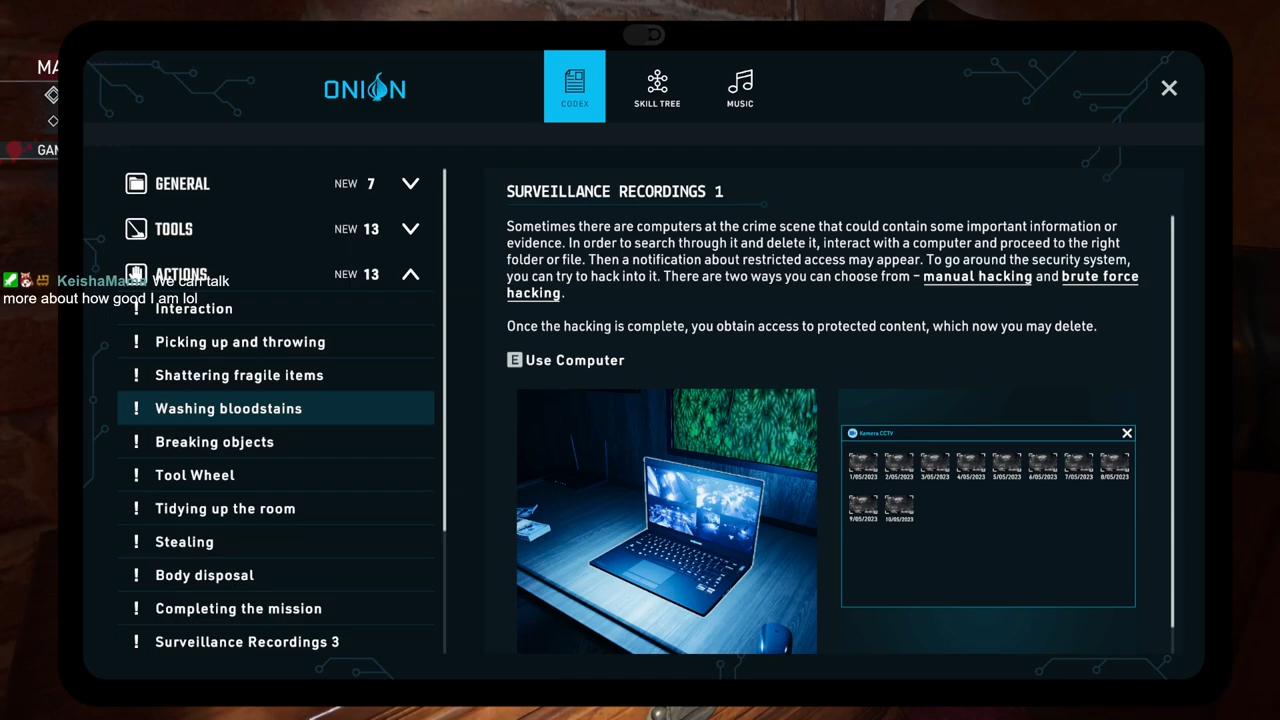 MA
GAM
ONION
CODEX
SKILL TREE
MUSIC
GENERAL NEW 7
TOOLS NEW 13
ACTIONS NEW 13
KeishaMama We can talk
more about how good I am lol
! Interaction
! Picking up and throwing
! Shattering fragile items
! Washing bloodstains
! Breaking objects
! Tool Wheel
! Tidying up the room
! Stealing
! Body disposal
! Completing the mission
! Surveillance Recordings 3
SURVEILLANCE RECORDINGS 1
Sometimes there are computers at the crime scene that could contain some important information or
evidence. In order to search through it and delete it, interact with a computer and proceed to the right
folder or file. Then a notification about restricted access may appear. To go around the security system,
you can try to hack into it. There are two ways you can choose from – manual hacking and brute force
hacking.
Once the hacking is complete, you obtain access to protected content, which now you may delete.
E Use Computer
Kamera CCTV
1/05/2023 2/05/2023 3/05/2023 4/05/2023 5/05/2023 6/05/2023 7/05/2023 8/05/2023
9/05/2023 10/05/2023